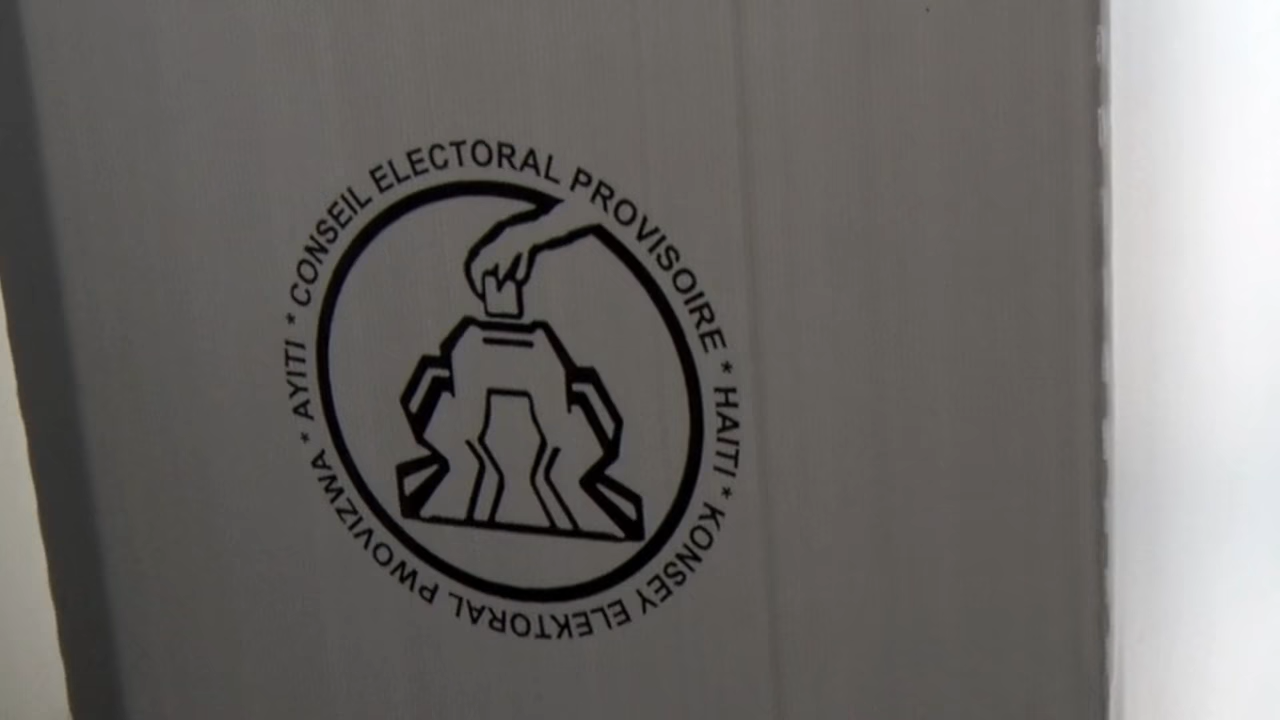 * CONSEIL ELECTORAL PROVISOIRE * HAITI * KONSEY ELEKTORAL PWOVIZWA * AYITI